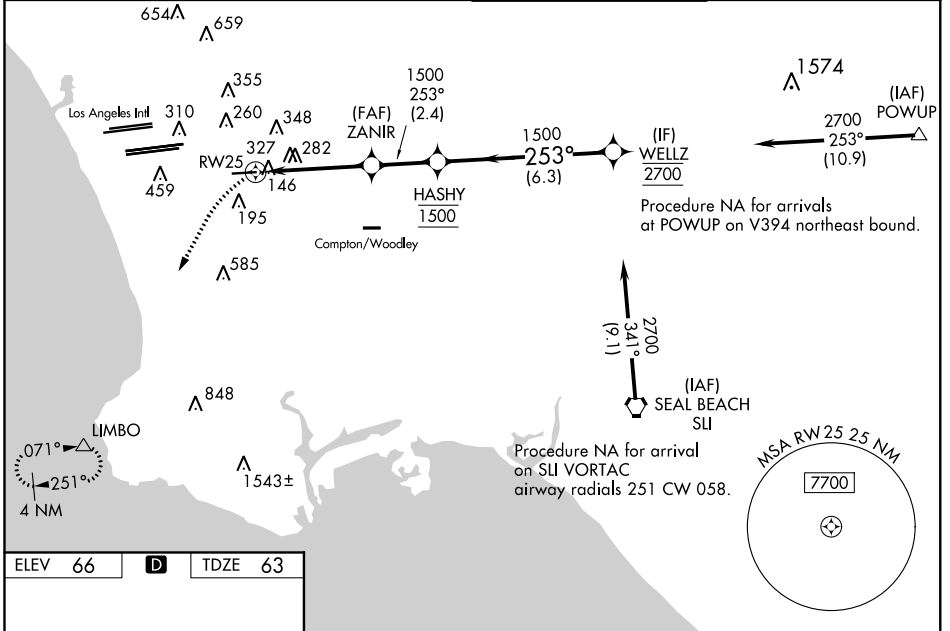 654
659
1574
355
1500
253°
(2.4)
(IAF)
POWUP
Los Angeles Intl
310
260
348
(FAF)
ZANIR
2700
253°
(10.9)
1500
253°
(6.3)
(IF)
WELLZ
2700
327
282
RW25
146
459
HASHY
1500
195
Procedure NA for arrivals
at POWUP on V394 northeast bound.
Compton/Woodley
585
2700
341°
(9.1)
848
(IAF)
SEAL BEACH
SLI
LIMBO
071°
251°
4 NM
1543±
Procedure NA for arrival
on SLI VORTAC
airway radials 251 CW 058.
MSA RW25 25 NM
7700
ELEV 66
D
TDZE 63